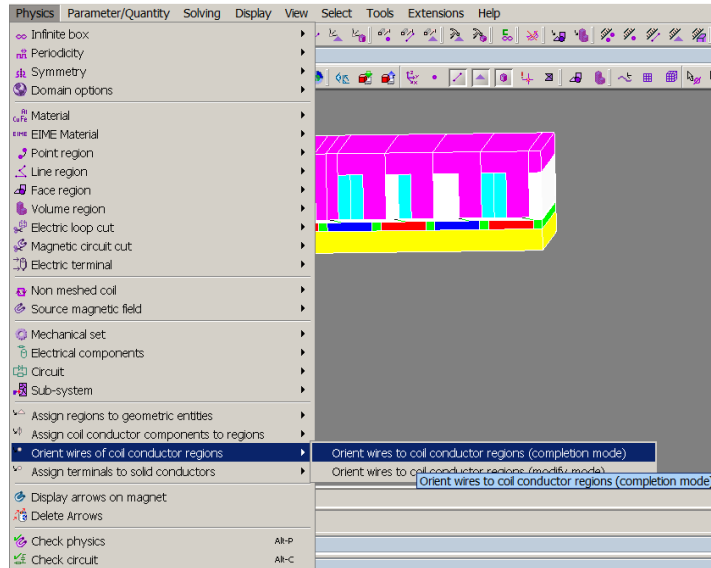 Physics Parameter/Quantity Solving Display View Select Tools Extensions Help
Infinite box
Periodicity
Symmetry
Domain options
Material
EIME Material
Point region
Line region
Face region
Volume region
Electric loop cut
Magnetic circuit cut
Electric terminal
Non meshed coil
Source magnetic field
Mechanical set
Electrical components
Circuit
Sub-system
Assign regions to geometric entities
Assign coil conductor components to regions
Orient wires of coil conductor regions
Orient wires to coil conductor regions (completion mode)
Assign terminals to solid conductors
Orient wires to coil conductor regions (modify mode)
Orient wires to coil conductor regions (completion mode)
Display arrows on magnet
Delete Arrows
Check physics Alt-P
Check circuit Alt-C